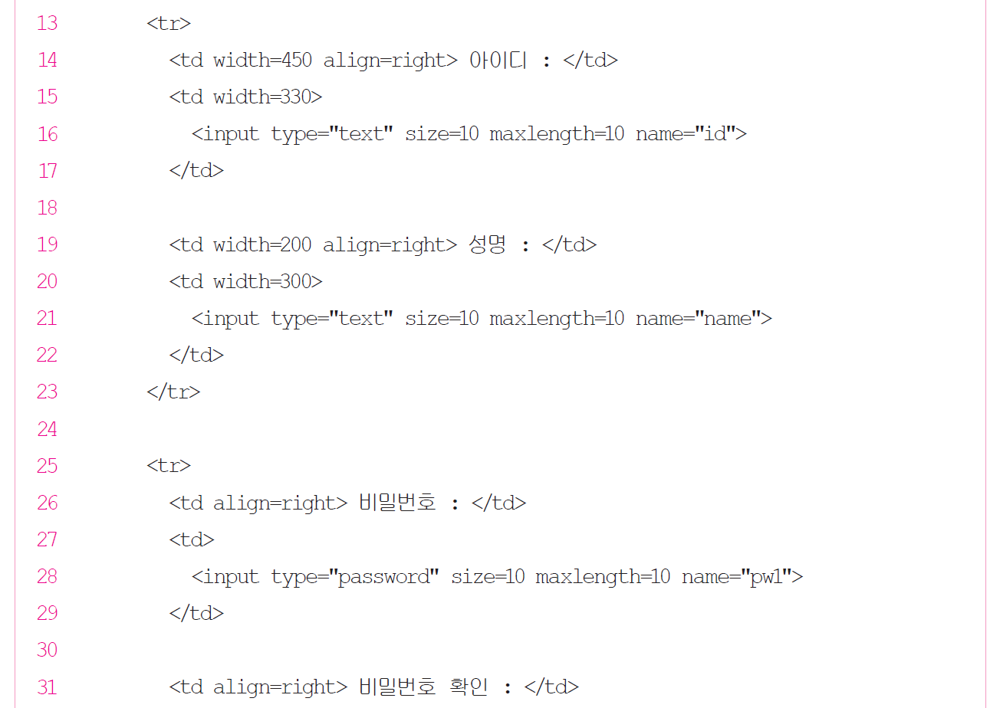 13 <tr>
14 <td width=450 align=right> 아이디 : </td>
15 <td width=330>
16 <input type="text" size=10 maxlength=10 name="id">
17 </td>
18
19 <td width=200 align=right> 성명 : </td>
20 <td width=300>
21 <input type="text" size=10 maxlength=10 name="name">
22 </td>
23 </tr>
24
25 <tr>
26 <td align=right> 비밀번호 : </td>
27 <td>
28 <input type="password" size=10 maxlength=10 name="pw1">
29 </td>
30
31 <td align=right> 비밀번호 확인 : </td>